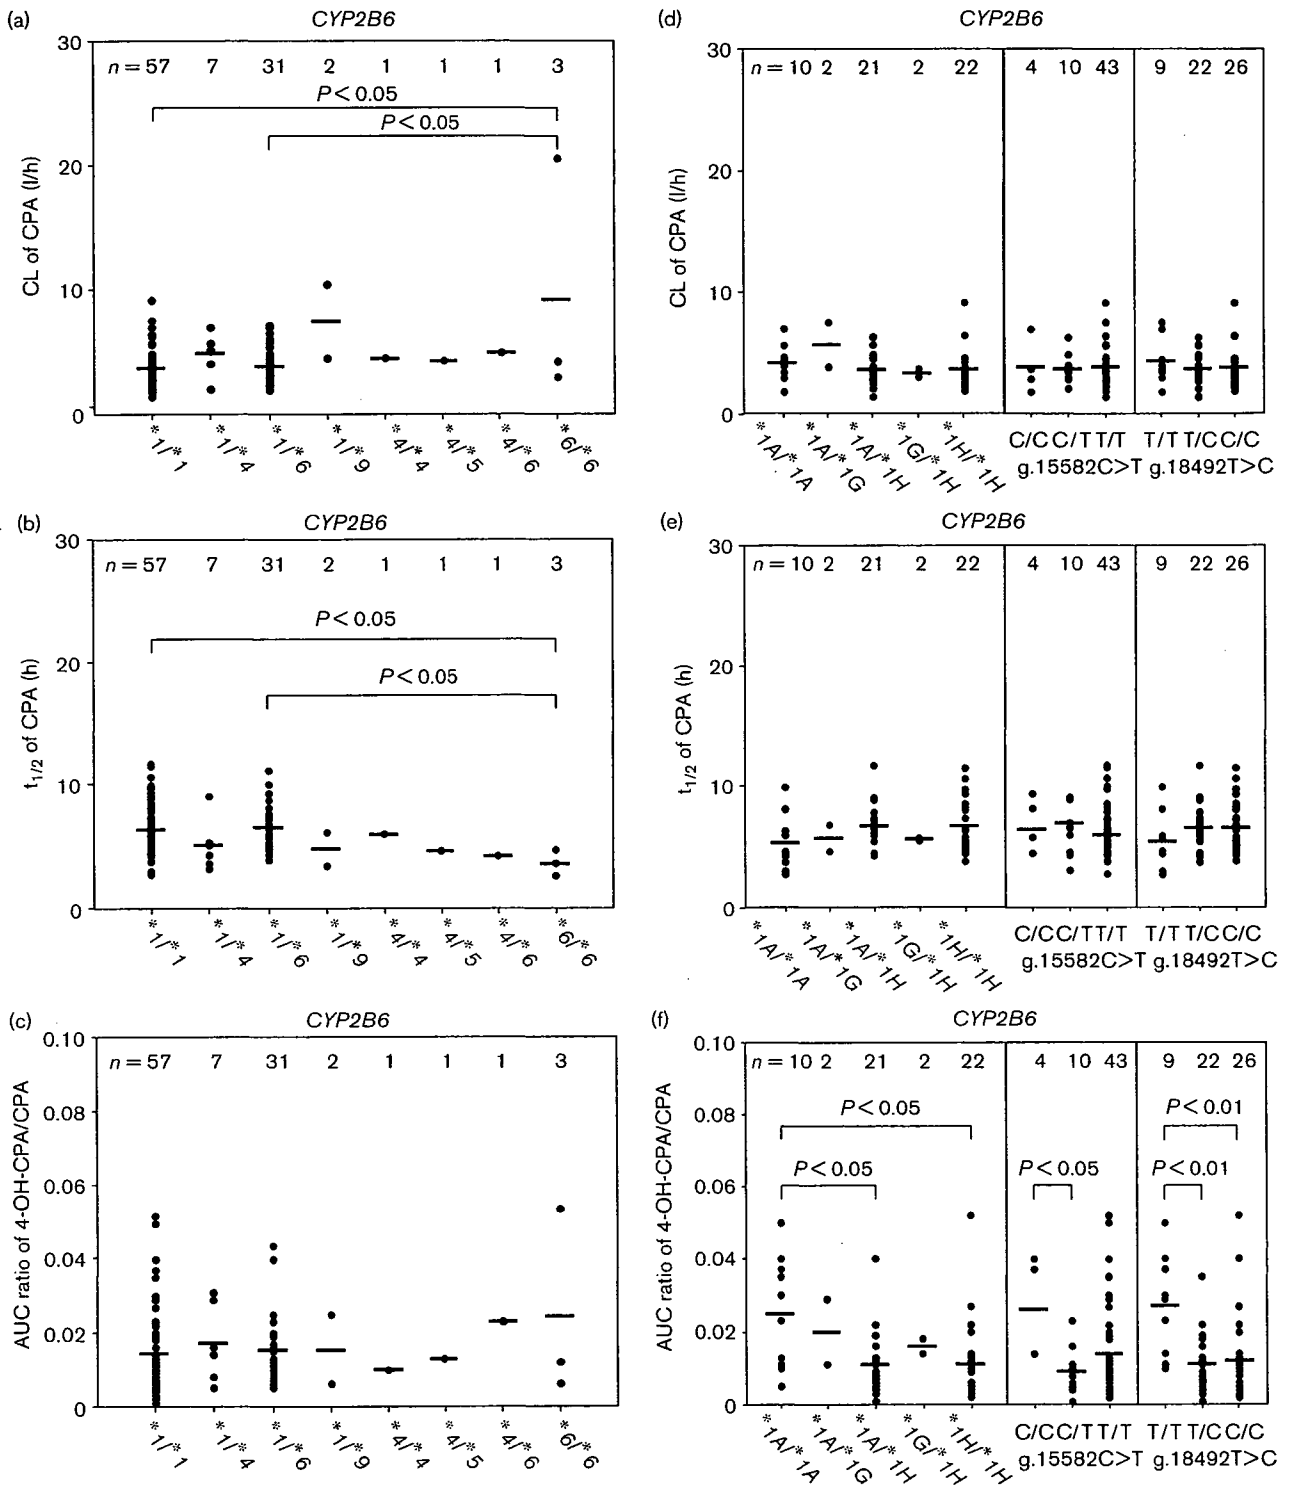 (a)
CYP2B6
30
n = 57 7 31 2 1 1 1 3
P < 0.05
P < 0.05
20
CL of CPA (l/h)
10
0
*1/*1 *1/*4 *1/*6 *1/*9 *4/*4 *4/*5 *4/*6 *6/*6
(d)
CYP2B6
30
n = 10 2 21 2 22 4 10 43 9 22 26
20
CL of CPA (l/h)
10
0
*1A/*1A *1A/*1G *1A/*1H *1G/*1H *1H/*1H
C/C C/T T/T T/T T/C C/C
g.15582C>T g.18492T>C
(b)
CYP2B6
30
n = 57 7 31 2 1 1 1 3
P < 0.05
20
P < 0.05
t1/2 of CPA (h)
10
0
*1/*1 *1/*4 *1/*6 *1/*9 *4/*4 *4/*5 *4/*6 *6/*6
(e)
CYP2B6
30
n = 10 2 21 2 22 4 10 43 9 22 26
20
t1/2 of CPA (h)
10
0
*1A/*1A *1A/*1G *1A/*1H *1G/*1H *1H/*1H
C/C C/T T/T T/T T/C C/C
g.15582C>T g.18492T>C
(c)
CYP2B6
0.10
n = 57 7 31 2 1 1 1 3
0.08
0.06
AUC ratio of 4-OH-CPA/CPA
0.04
0.02
0
*1/*1 *1/*4 *1/*6 *1/*9 *4/*4 *4/*5 *4/*6 *6/*6
(f)
CYP2B6
0.10
n = 10 2 21 2 22 4 10 43 9 22 26
P < 0.05 P < 0.01
0.08
P < 0.05 P < 0.05 P < 0.01
0.06
AUC ratio of 4-OH-CPA/CPA
0.04
0.02
0
*1A/*1A *1A/*1G *1A/*1H *1G/*1H *1H/*1H
C/C C/T T/T T/T T/C C/C
g.15582C>T g.18492T>C